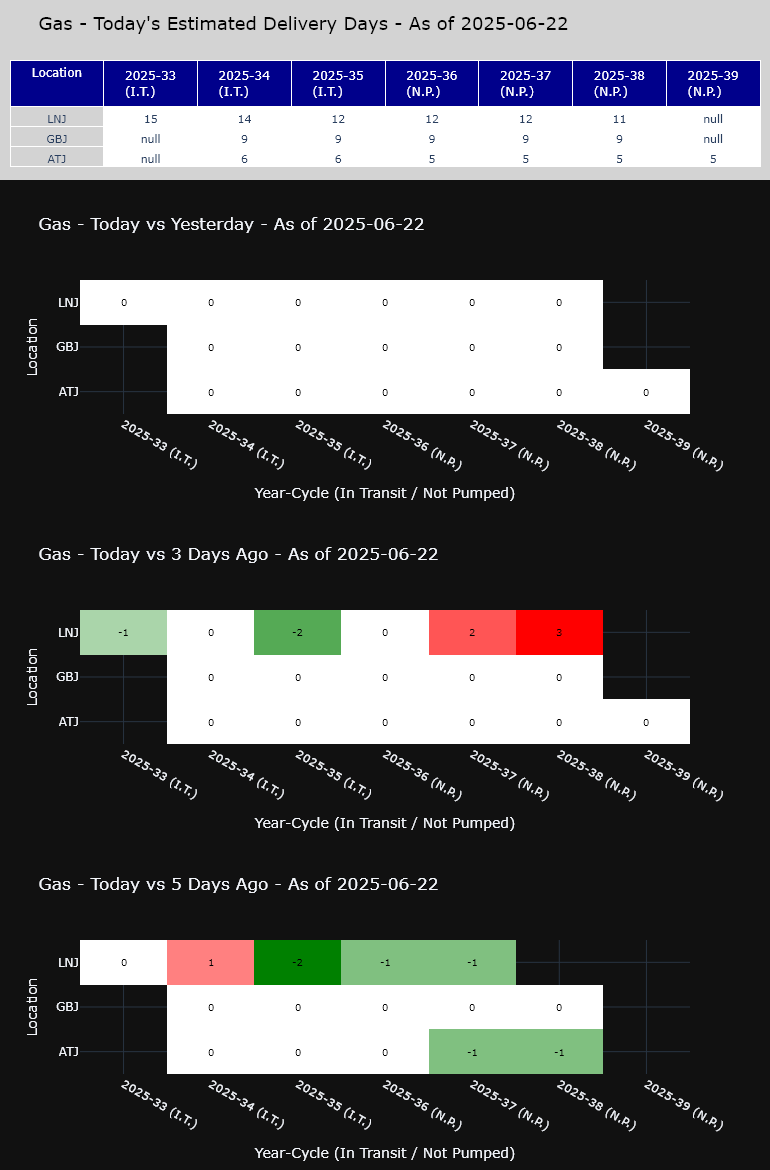 Gas - Today's Estimated Delivery Days - As of 2025-06-22
Location 2025-33 (I.T.) 2025-34 (I.T.) 2025-35 (I.T.) 2025-36 (N.P.) 2025-37 (N.P.) 2025-38 (N.P.) 2025-39 (N.P.)
LNJ 15 14 12 12 12 11 null
GBJ null 9 9 9 9 9 null
ATJ null 6 6 5 5 5 5
Gas - Today vs Yesterday - As of 2025-06-22
Location
LNJ 0 0 0 0 0 0
GBJ 0 0 0 0 0
ATJ 0 0 0 0 0 0
2025-33 (I.T.) 2025-34 (I.T.) 2025-35 (I.T.) 2025-36 (N.P.) 2025-37 (N.P.) 2025-38 (N.P.) 2025-39 (N.P.)
Year-Cycle (In Transit / Not Pumped)
Gas - Today vs 3 Days Ago - As of 2025-06-22
Location
LNJ -1 0 -2 0 2 3
GBJ 0 0 0 0 0
ATJ 0 0 0 0 0 0
2025-33 (I.T.) 2025-34 (I.T.) 2025-35 (I.T.) 2025-36 (N.P.) 2025-37 (N.P.) 2025-38 (N.P.) 2025-39 (N.P.)
Year-Cycle (In Transit / Not Pumped)
Gas - Today vs 5 Days Ago - As of 2025-06-22
Location
LNJ 0 1 -2 -1 -1
GBJ 0 0 0 0 0
ATJ 0 0 0 -1 -1
2025-33 (I.T.) 2025-34 (I.T.) 2025-35 (I.T.) 2025-36 (N.P.) 2025-37 (N.P.) 2025-38 (N.P.) 2025-39 (N.P.)
Year-Cycle (In Transit / Not Pumped)